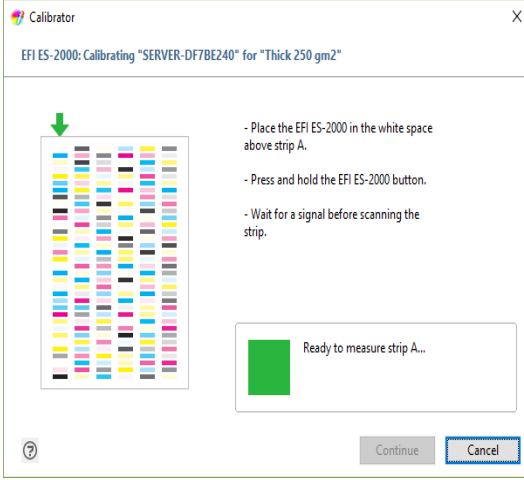 Calibrator
X
EFI ES-2000: Calibrating "SERVER-DF7BE240" for "Thick 250 gm2"
- Place the EFI ES-2000 in the white space
above strip A.
- Press and hold the EFI ES-2000 button.
- Wait for a signal before scanning the
strip.
Ready to measure strip A...
?
Continue
Cancel